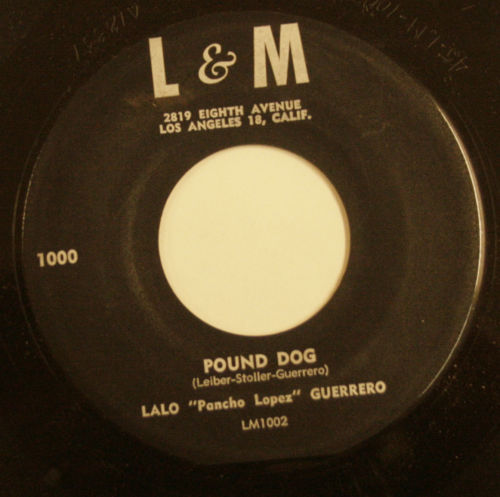 L & M
2819 EIGHTH AVENUE
LOS ANGELES 18, CALIF.
1000
POUND DOG
(Leiber-Stoller-Guerrero)
LALO "Pancho Lopez" GUERRERO
LM1002